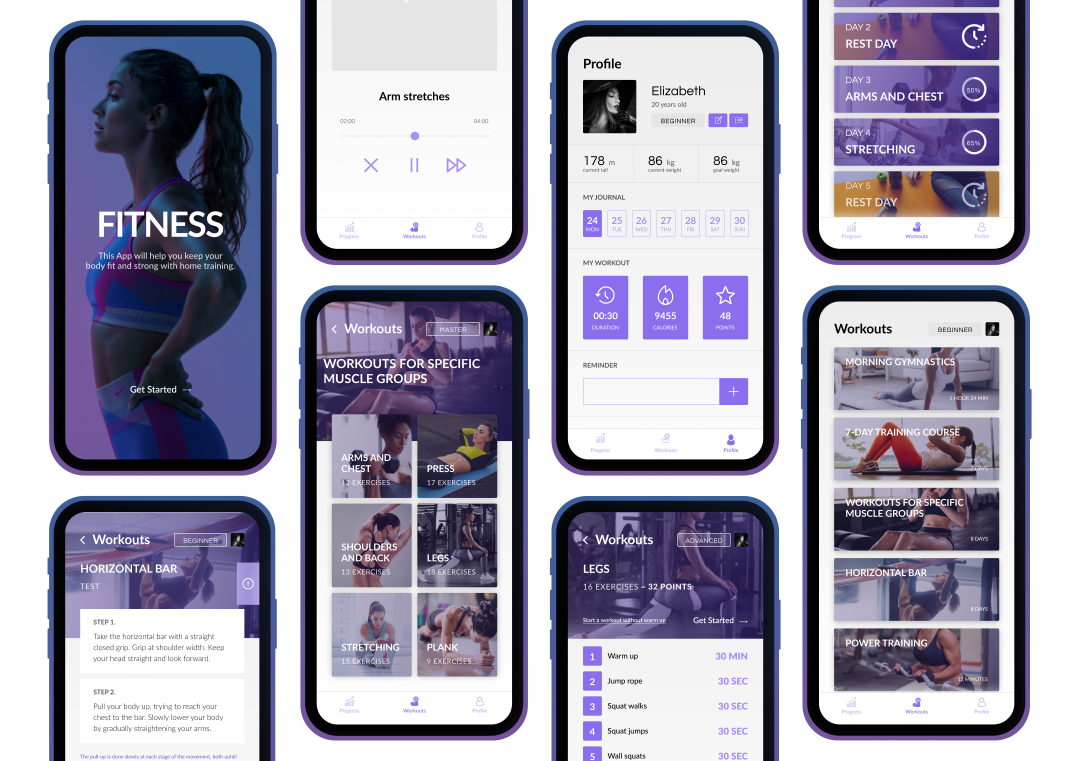 FITNESS
This App will help you keep your
body fit and strong with home training.
Get Started →
Workouts
BEGINNER
HORIZONTAL BAR
TEST
STEP 1.
Take the horizontal bar with a straight
closed grip. Grip at shoulder width. Keep
your head straight and look forward.
STEP 2.
Pull your body up, trying to reach your
chest to the bar. Slowly lower your body
by gradually straightening your arms.
The pull-up is done slowly at each stage of the movement, both uphill
Arm stretches
02:00
04:00
Progress
Workouts
Profile
Workouts
MASTER
WORKOUTS FOR SPECIFIC
MUSCLE GROUPS
ARMS AND
CHEST
12 EXERCISES
PRESS
17 EXERCISES
SHOULDERS
AND BACK
13 EXERCISES
LEGS
18 EXERCISES
STRETCHING
15 EXERCISES
PLANK
9 EXERCISES
Progress
Workouts
Profile
Profile
Elizabeth
20 years old
BEGINNER
178 m
current tall
86 kg
current weight
86 kg
goal weight
MY JOURNAL
24 25 26 27 28 29 30
MON TUE WED THU FRI SAT SUN
MY WORKOUT
00:30
DURATION
9455
CALORIES
48
POINTS
REMINDER
+
Progress
Workouts
Profile
Workouts
ADVANCED
LEGS
16 EXERCISES – 32 POINTS
Start a workout without warm up
Get Started →
1 Warm up 30 MIN
2 Jump rope 30 SEC
3 Squat walks 30 SEC
4 Squat jumps 30 SEC
5 Wall squats 30 SEC
DAY 2
REST DAY
DAY 3
ARMS AND CHEST
50%
DAY 4
STRETCHING
65%
DAY 5
REST DAY
Progress
Workouts
Profile
Workouts
BEGINNER
MORNING GYMNASTICS
1 HOUR 24 MIN
7-DAY TRAINING COURSE
7 DAYS
WORKOUTS FOR SPECIFIC
MUSCLE GROUPS
8 DAYS
HORIZONTAL BAR
6 DAYS
POWER TRAINING
12 MINUTES
Progress
Workouts
Profile